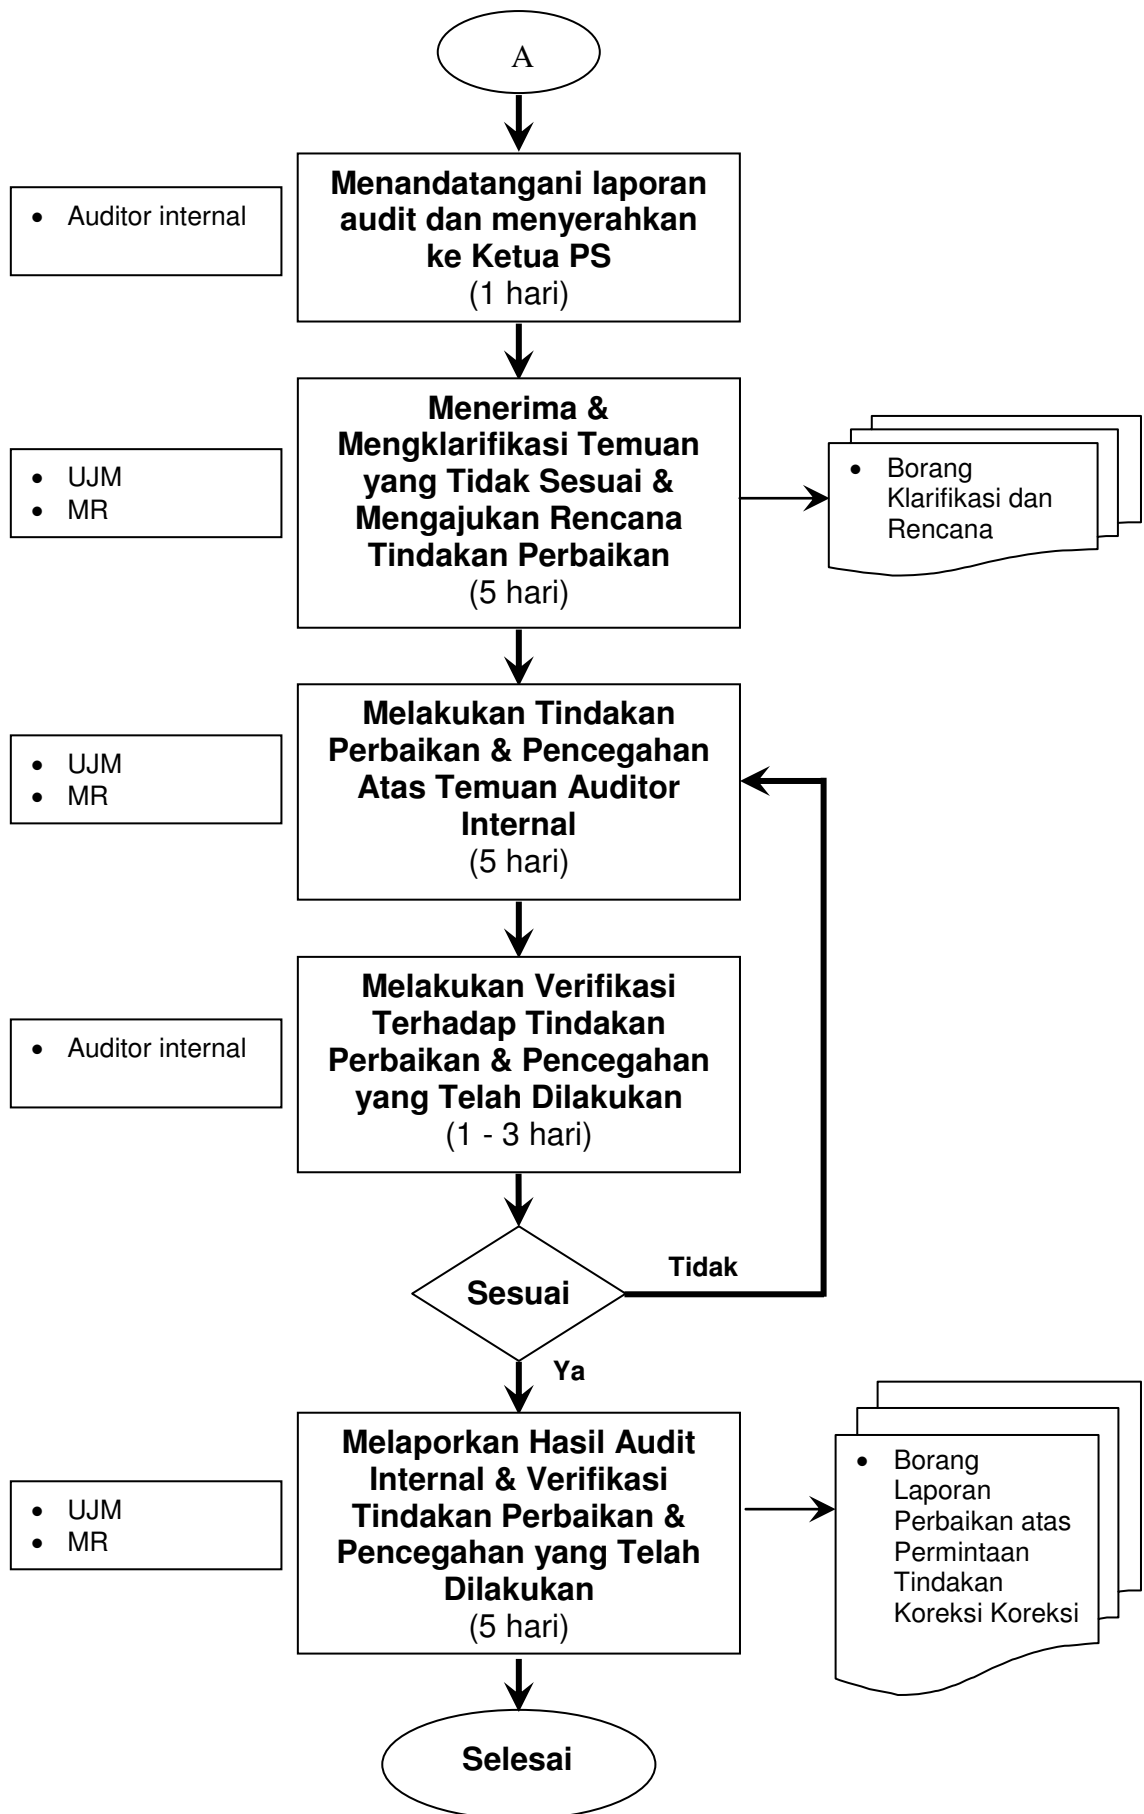 A
• Auditor internal
Menandatangani laporan
audit dan menyerahkan
ke Ketua PS
(1 hari)
• UJM
• MR
Menerima &
Mengklarifikasi Temuan
yang Tidak Sesuai &
Mengajukan Rencana
Tindakan Perbaikan
(5 hari)
• Borang
Klarifikasi dan
Rencana
• UJM
• MR
Melakukan Tindakan
Perbaikan & Pencegahan
Atas Temuan Auditor
Internal
(5 hari)
• Auditor internal
Melakukan Verifikasi
Terhadap Tindakan
Perbaikan & Pencegahan
yang Telah Dilakukan
(1 - 3 hari)
Sesuai
Tidak
Ya
• UJM
• MR
Melaporkan Hasil Audit
Internal & Verifikasi
Tindakan Perbaikan &
Pencegahan yang Telah
Dilakukan
(5 hari)
• Borang
Laporan
Perbaikan atas
Permintaan
Tindakan
Koreksi Koreksi
Selesai